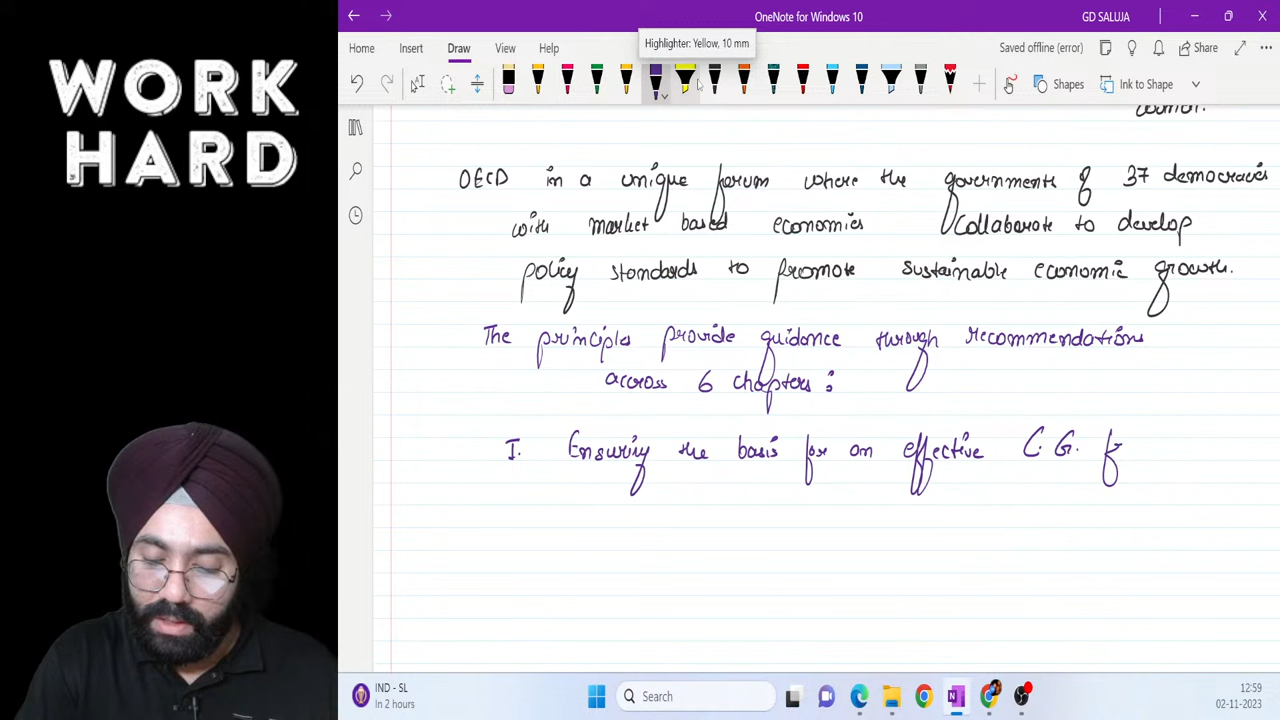 WORK
HARD
OneNote for Windows 10
GD SALUJA
Highlighter: Yellow, 10 mm
Home
Insert
Draw
View
Help
Saved offline (error)
Share
Shapes
Ink to Shape
OECD in a unique forum where the governments of 37 democracies
with market based economies Collaborate to develop
policy standards to promote sustainable economic growth.
The principles provide guidance through recommendations
accross 6 chapters :
I. Ensuring the basis for an effective C.G. f
IND - SL
In 2 hours
Search
12:59
02-11-2023